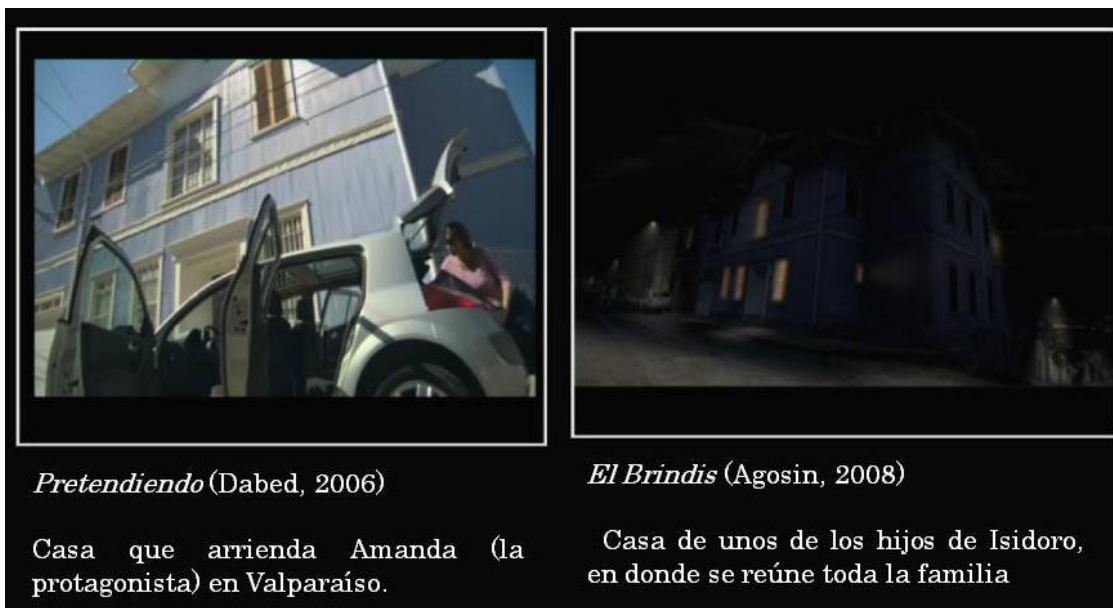 Pretendiendo (Dabed, 2006)
Casa que arrienda Amanda (la
protagonista) en Valparaíso.
El Brindis (Agosin, 2008)
Casa de unos de los hijos de Isidoro,
en donde se reúne toda la familia